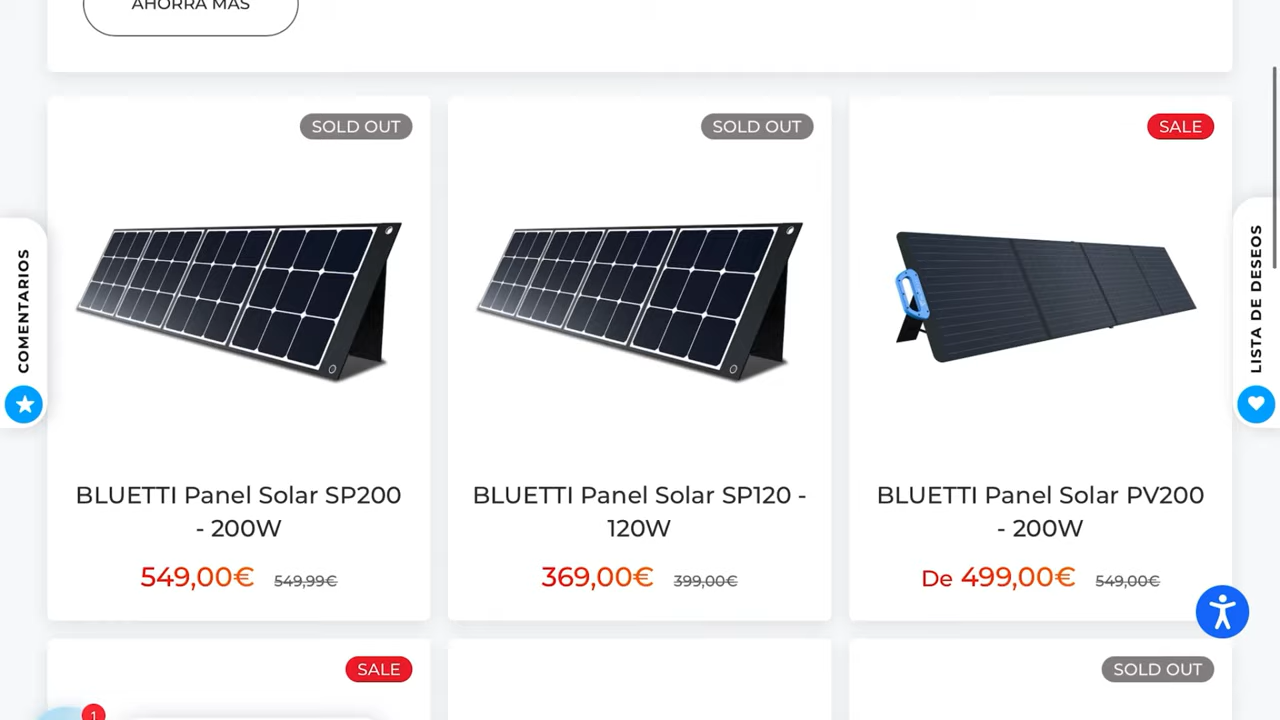 AHORRA MÁS
SOLD OUT
SOLD OUT
SALE
COMENTARIOS
LISTA DE DESEOS
BLUETTI Panel Solar SP200
- 200W
549,00€ 549,99€
BLUETTI Panel Solar SP120 -
120W
369,00€ 399,00€
BLUETTI Panel Solar PV200
- 200W
De 499,00€ 549,00€
SALE
SOLD OUT
1